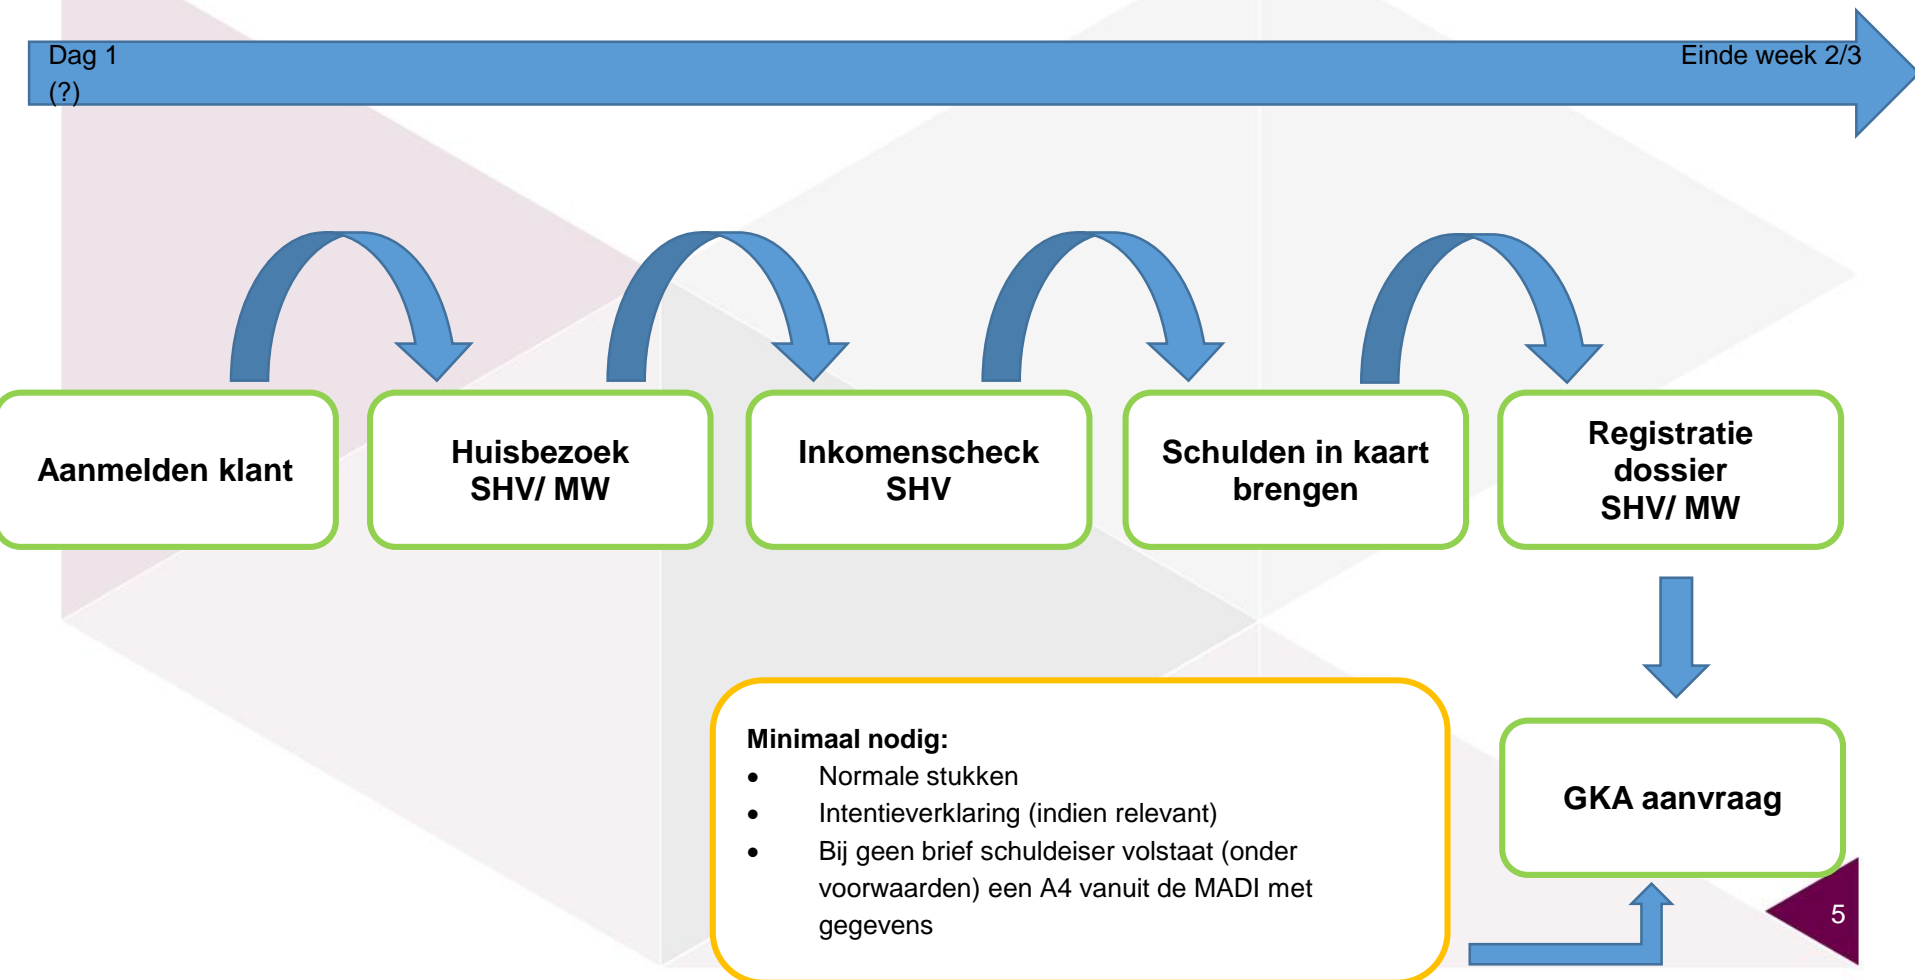 Dag 1
(?)
Einde week 2/3
Aanmelden klant
Huisbezoek
SHV/ MW
Inkomenscheck
SHV
Schulden in kaart
brengen
Registratie
dossier
SHV/ MW
Minimaal nodig:
• Normale stukken
• Intentieverklaring (indien relevant)
• Bij geen brief schuldeiser volstaat (onder
voorwaarden) een A4 vanuit de MADI met
gegevens
GKA aanvraag
5